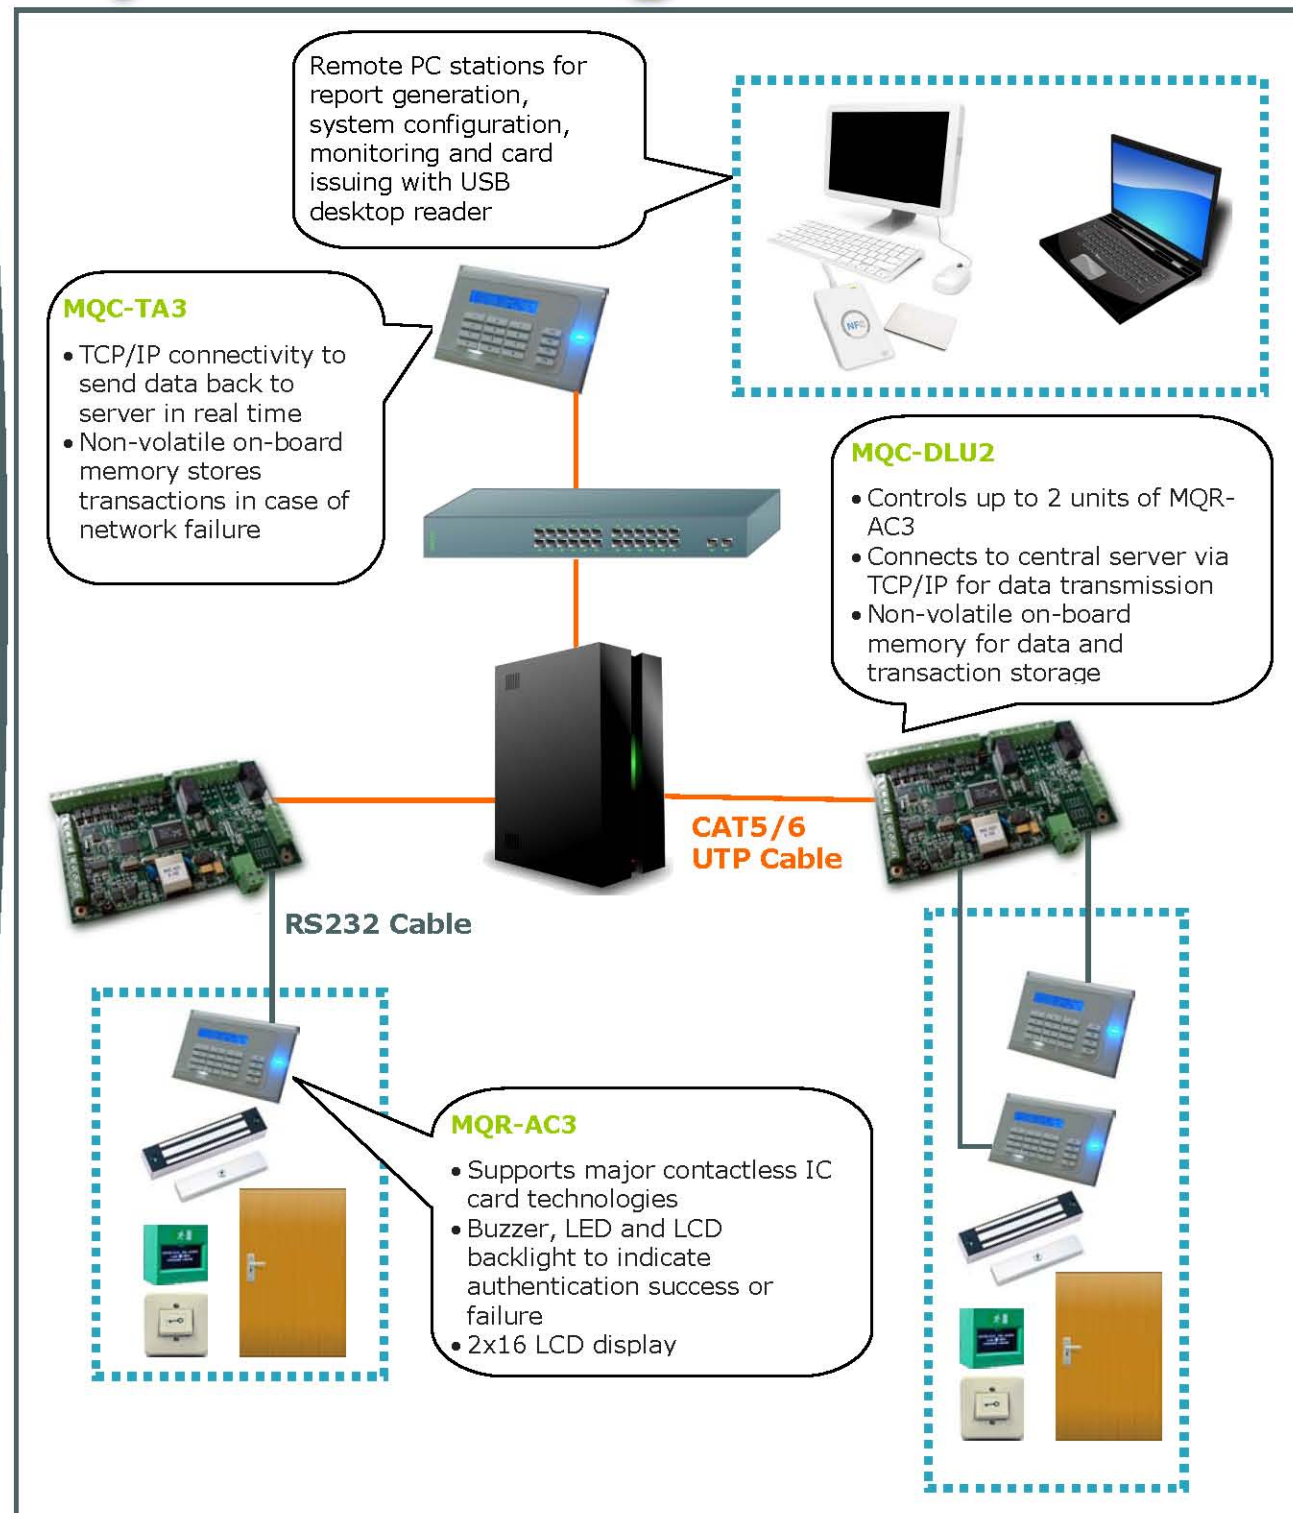 Remote PC stations for
report generation,
system configuration,
monitoring and card
issuing with USB
desktop reader
MQC-TA3
• TCP/IP connectivity to
send data back to
server in real time
• Non-volatile on-board
memory stores
transactions in case of
network failure
NFC
MQC-DLU2
• Controls up to 2 units of MQR-
AC3
• Connects to central server via
TCP/IP for data transmission
• Non-volatile on-board
memory for data and
transaction storage
CAT5/6
UTP Cable
RS232 Cable
MQR-AC3
• Supports major contactless IC
card technologies
• Buzzer, LED and LCD
backlight to indicate
authentication success or
failure
• 2x16 LCD display